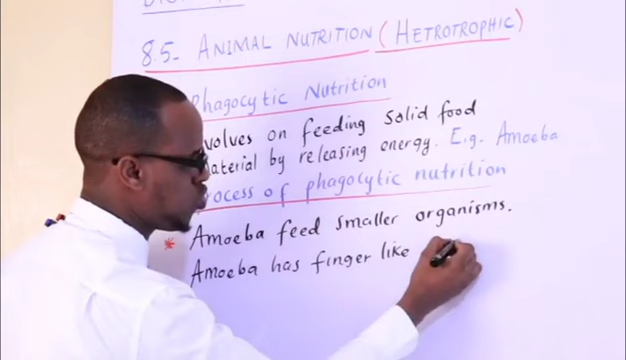 8.5- ANIMAL NUTRITION (HETROTROPHIC)
Phagocytic Nutrition
volves on feeding solid food
material by releasing energy. E.g. Amoeba
rocess of phagocytic nutrition
* Amoeba feed smaller organisms.
Amoeba has finger like